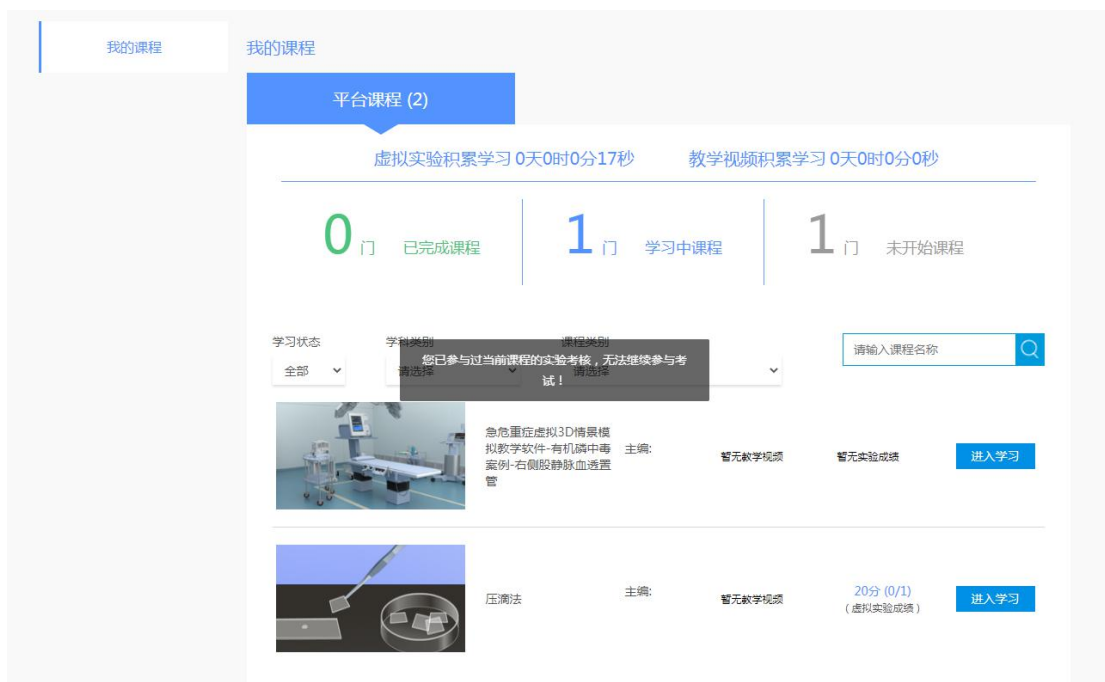 我的课程
我的课程
平台课程 (2)
虚拟实验积累学习 0天0时0分17秒
教学视频积累学习 0天0时0分0秒
0 门 已完成课程
1 门 学习中课程
1 门 未开始课程
学习状态
学科类别
课程类别
请输入课程名称
全部
请选择
请选择
您已参与过当前课程的实验考核，无法继续参与考
试！
急危重症虚拟3D情景模
拟教学软件-有机磷中毒
案例-右侧股静脉血透置
管
主编:
暂无教学视频
暂无实验成绩
进入学习
压滴法
主编:
暂无教学视频
20分 (0/1)
( 虚拟实验成绩 )
进入学习